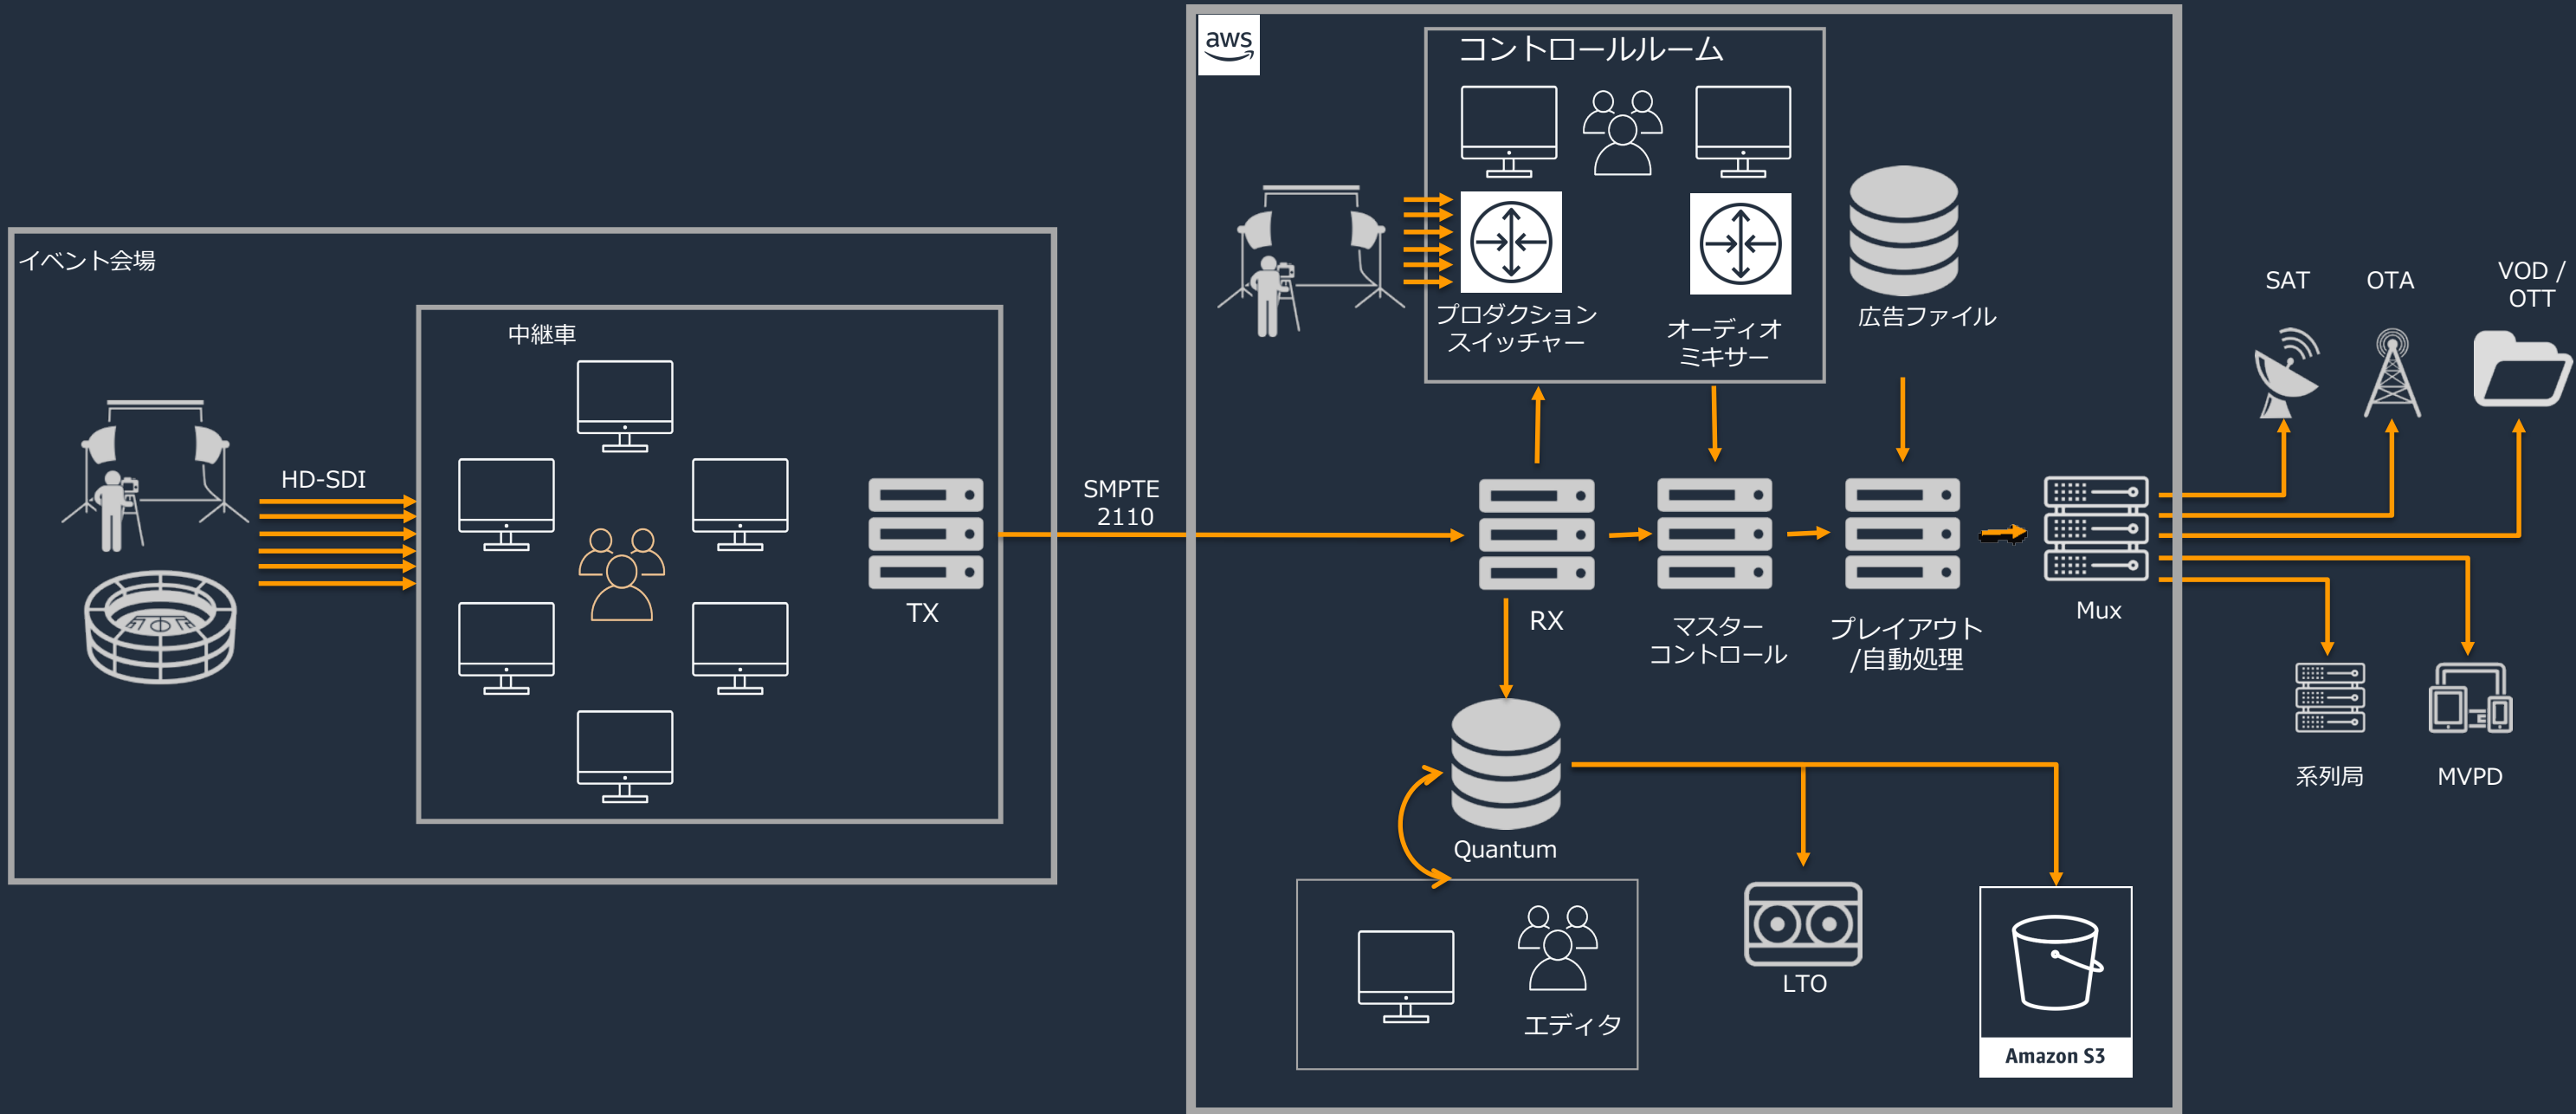 aws
コントロールルーム
イベント会場
中継車
HD-SDI
TX
SMPTE
2110
プロダクション
スイッチャー
オーディオ
ミキサー
広告ファイル
RX
マスター
コントロール
プレイアウト
/自動処理
Mux
SAT
OTA
VOD /
OTT
系列局
MVPD
Quantum
エディタ
LTO
Amazon S3